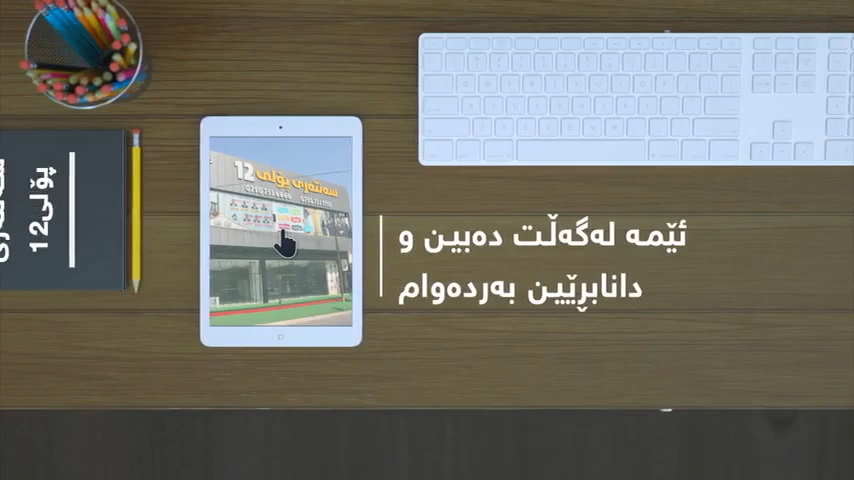 ئێمە لەگەڵت دەبین و
دانابڕێین بەردەوام
سەنتەری پۆلی 12
پۆلی12